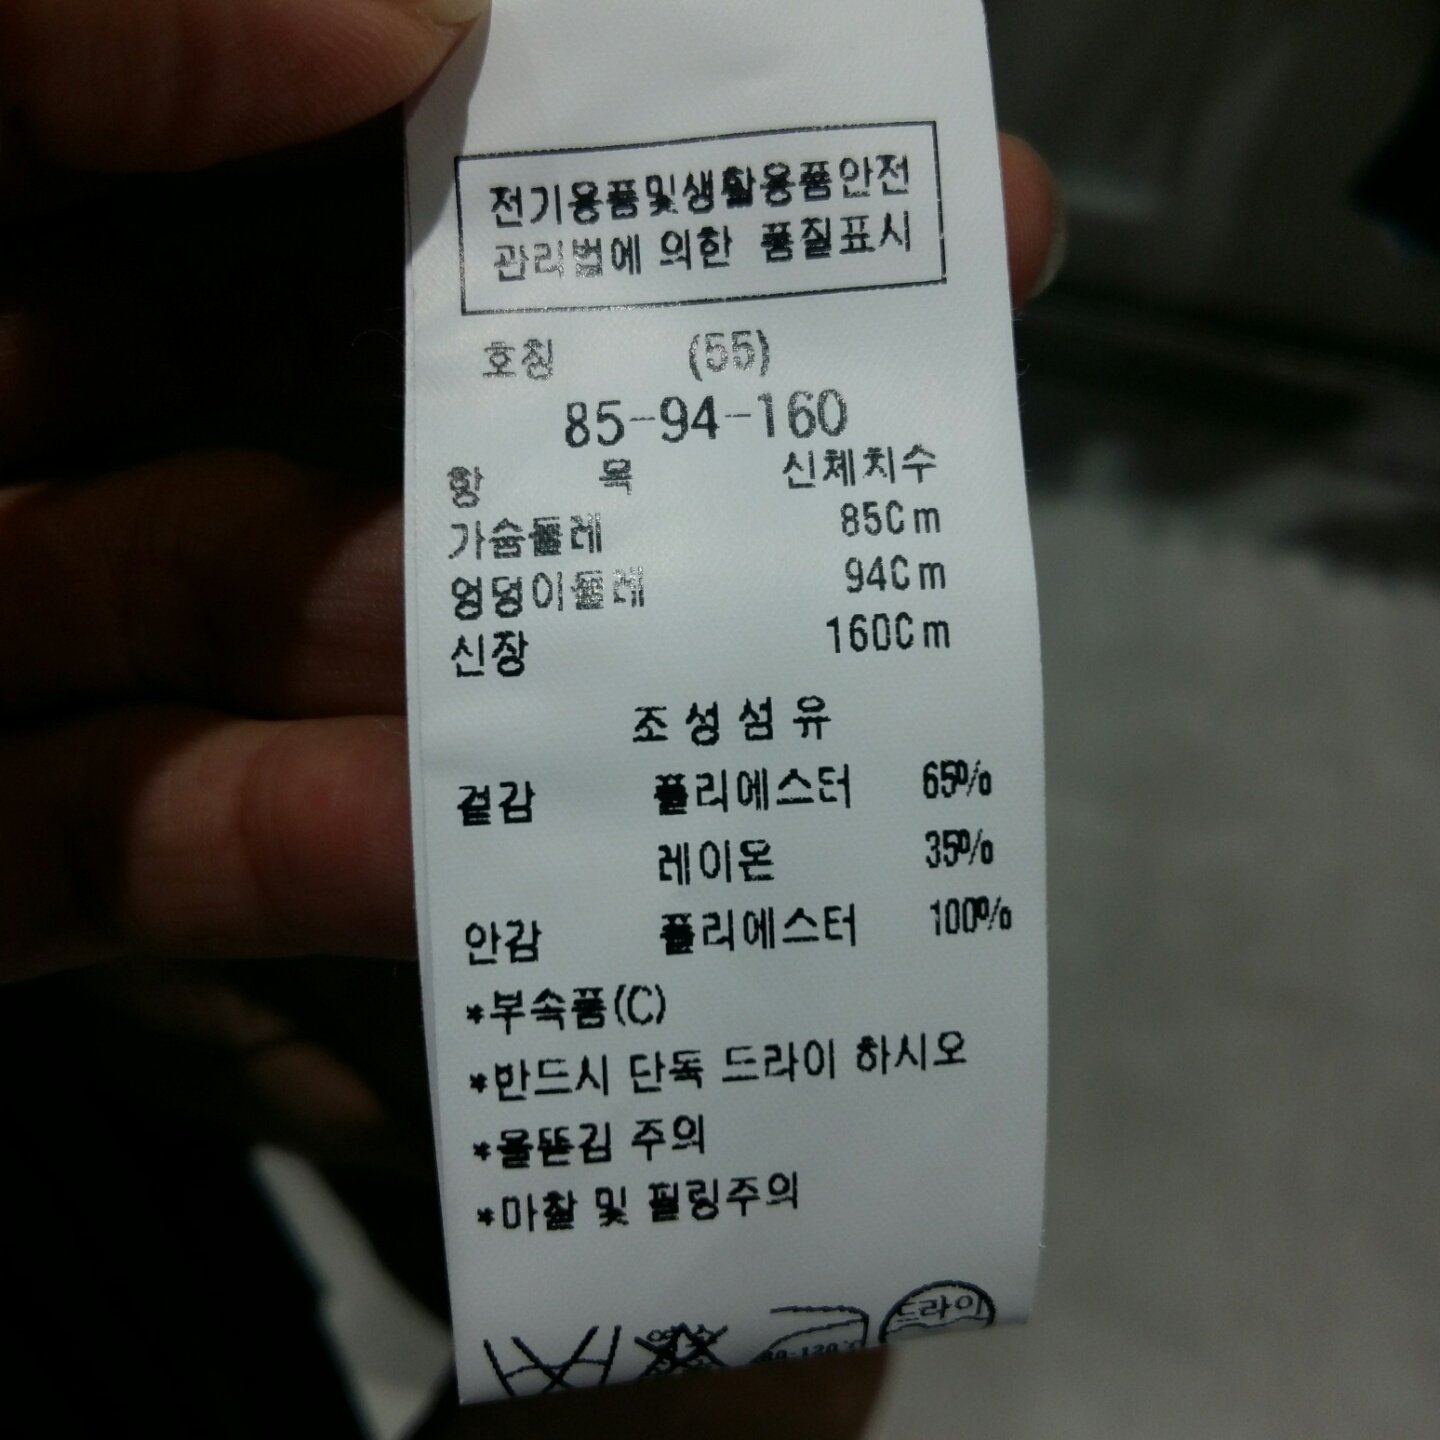 전기용품및생활용품안전
관리법에 의한 품질표시
호칭 (55)
85-94-160
항 목 신체치수
가슴둘레 85Cm
엉덩이둘레 94Cm
신장 160Cm
조성섬유
겉감 폴리에스터 65%
레이온 35%
안감 폴리에스터 100%
*부속품(C)
*반드시 단독 드라이 하시오
*올뜯김 주의
*마찰 및 필링주의
80-120℃ 드라이